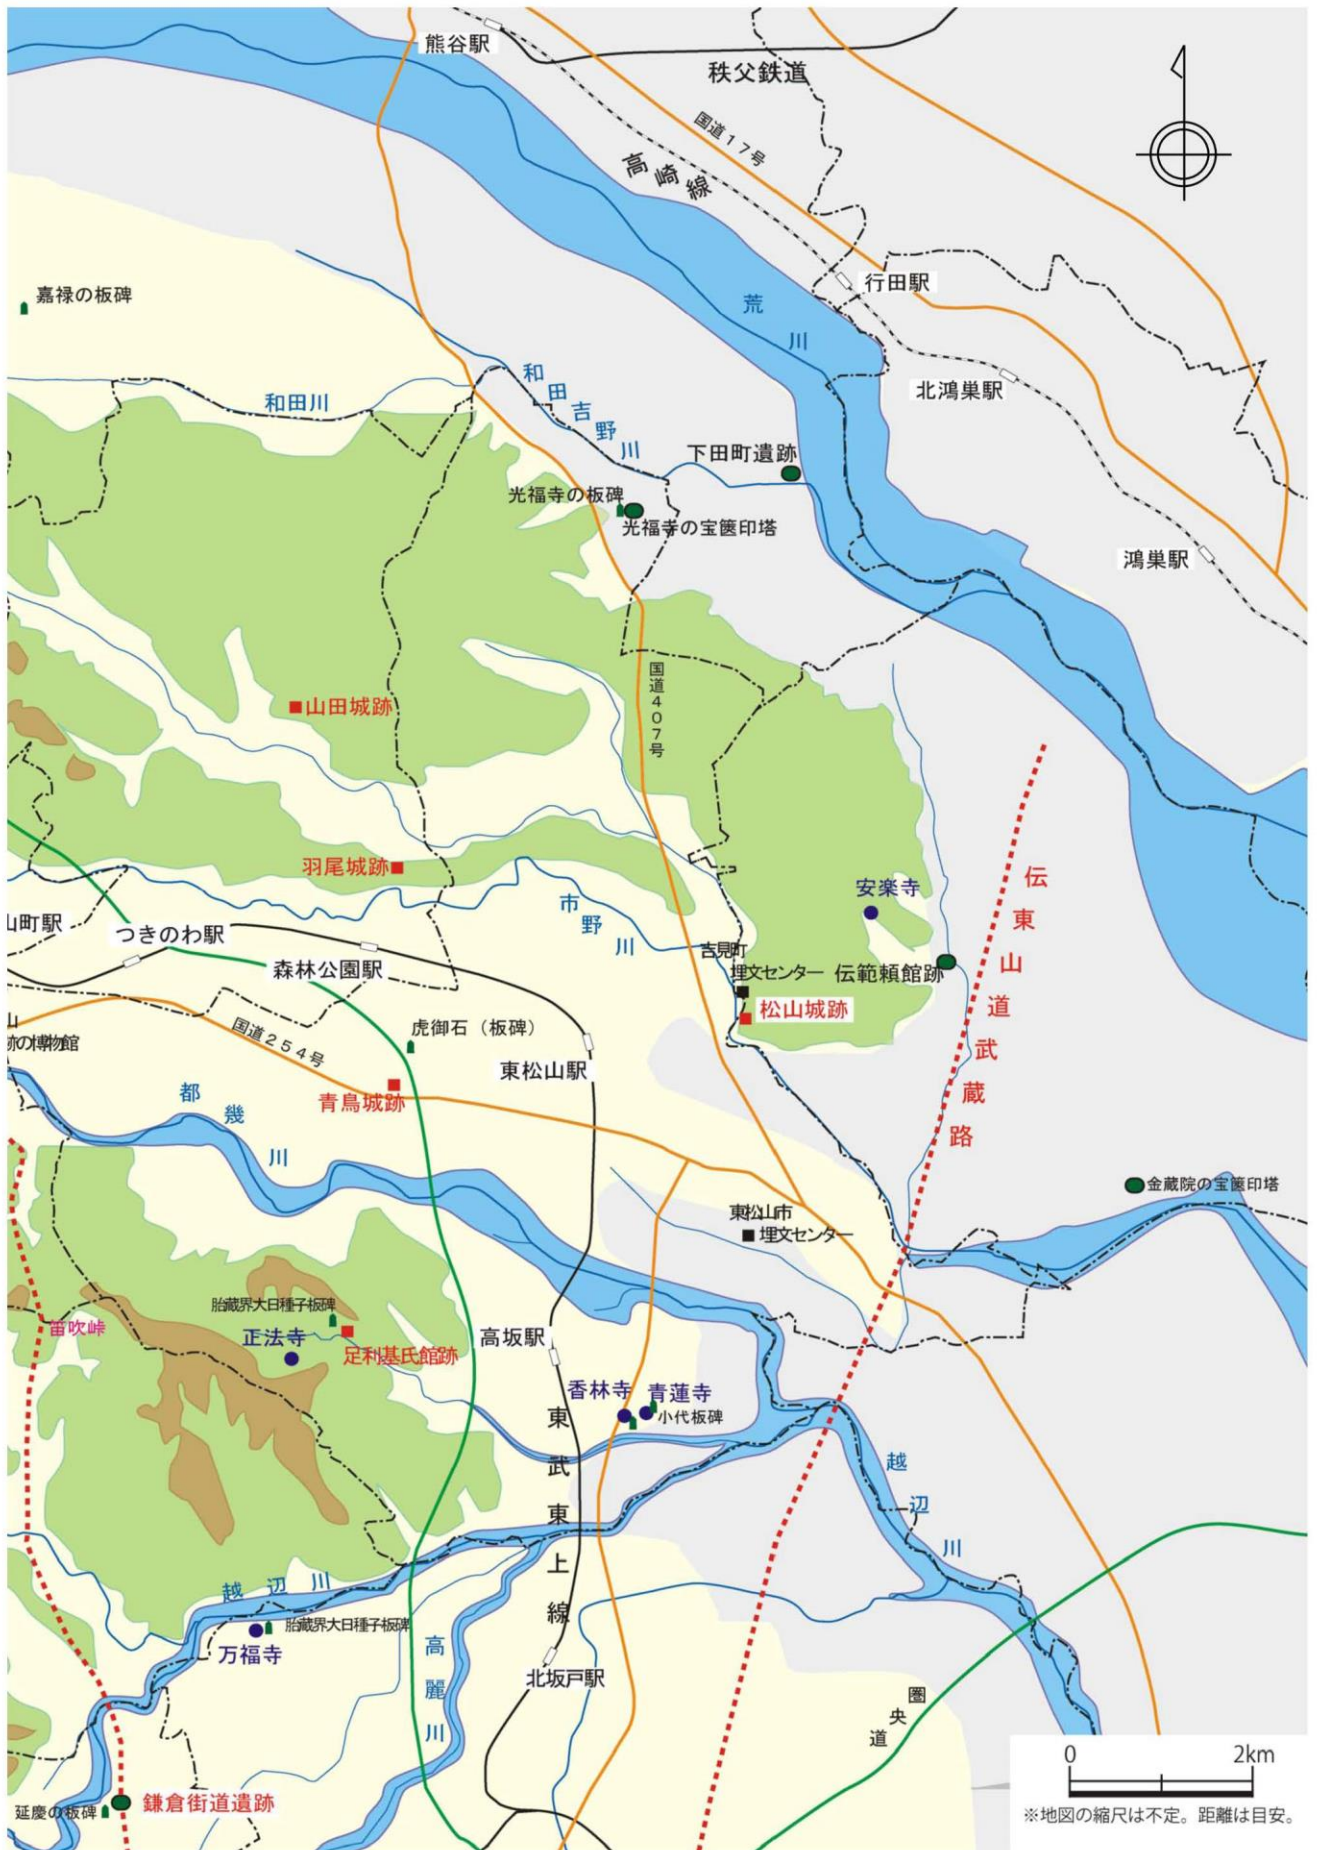 熊谷駅
秩父鉄道
国道17号
高崎線
行田駅
嘉禄の板碑
荒川
北鴻巣駅
和田川
和田吉野川
下田町遺跡
光福寺の板碑
光福寺の宝篋印塔
鴻巣駅
国道407号
山田城跡
羽尾城跡
伝東山道武蔵路
安楽寺
市野川
山町駅
つきのわ駅
森林公園駅
吉見町
埋文センター
伝範頼館跡
松山城跡
山
跡の博物館
国道254号
虎御石(板碑)
東松山駅
青鳥城跡
都幾川
金蔵院の宝篋印塔
東松山市
埋文センター
胎蔵界大日種子板碑
笛吹峠
正法寺
足利基氏館跡
高坂駅
香林寺
青蓮寺
小代板碑
東武東上線
越辺川
越辺川
胎蔵界大日種子板碑
万福寺
高麗川
北坂戸駅
圏央道
0 2km
※地図の縮尺は不定。距離は目安。
延慶の板碑
鎌倉街道遺跡